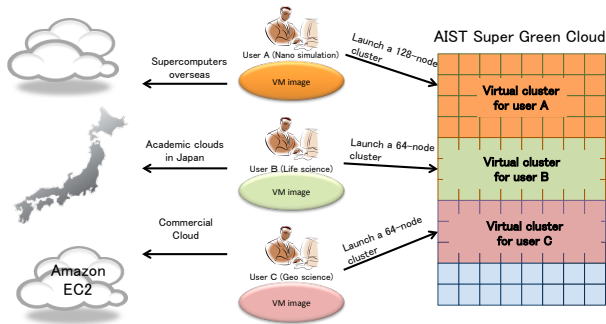 AIST Super Green Cloud
User A (Nano simulation)
Launch a 128-node
cluster
Supercomputers
overseas
VM image
Virtual cluster
for user A
Academic clouds
in Japan
User B (Life science)
Launch a 64-node
cluster
VM image
Virtual cluster
for user B
Commercial
Cloud
User C (Geo science)
Launch a 64-node
cluster
VM image
Virtual cluster
for user C
Amazon
EC2